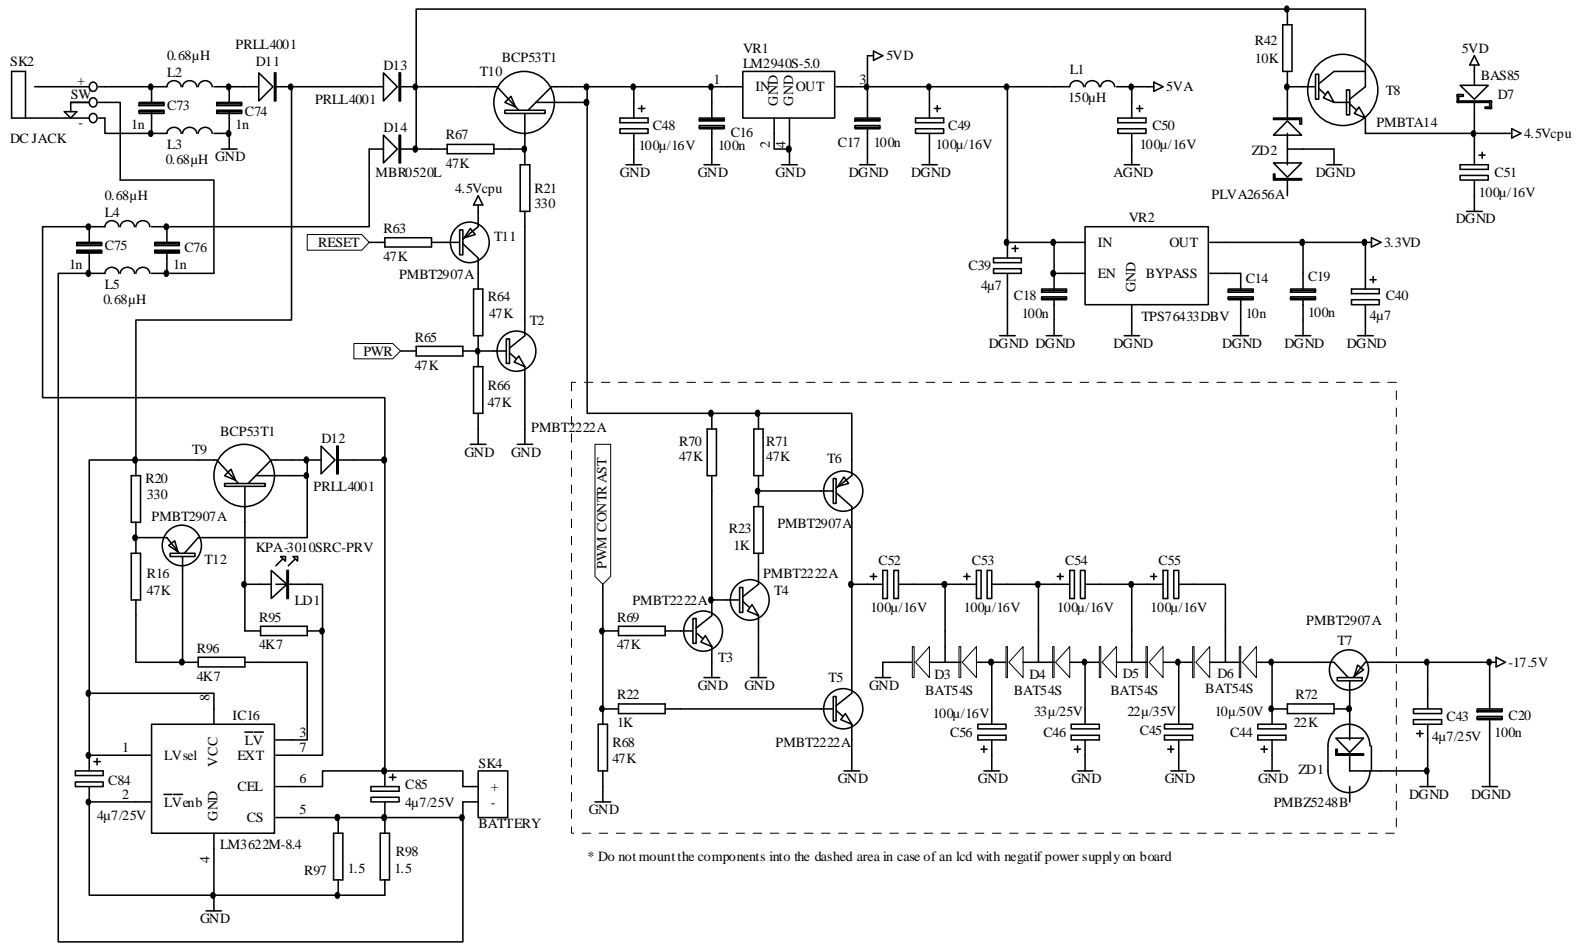 SK2
+
SW
-
DC JACK
0.68µH
L2
C73
1n
C74
1n
L3
0.68µH
GND
PRLL4001
D11
D13
PRLL4001
D14
MBR0520L
R67
47K
T10
BCP53T1
R21
330
4.5Vcpu
T11
PMBT2907A
RESET
R63
47K
R64
47K
PWR
R65
47K
R66
47K
GND
T2
PMBT2222A
GND
C48
100µ/16V
GND
C16
100n
GND
VR1
LM2940S-5.0
1
IN
OUT
GND
GND
2
4
3
GND
5VD
C17
100n
DGND
C49
100µ/16V
DGND
L1
150µH
5VA
C50
100µ/16V
AGND
R42
10K
ZD2
PLVA2656A
DGND
T8
PMBTA14
5VD
BAS85
D7
4.5Vcpu
C51
100µ/16V
DGND
0.68µH
L4
C75
1n
C76
1n
L5
0.68µH
C39
4µ7
DGND
C18
100n
DGND
VR2
IN
OUT
EN
BYPASS
GND
TPS76433DBV
DGND
C14
10n
DGND
C19
100n
DGND
3.3VD
C40
4µ7
DGND
BCP53T1
T9
D12
PRLL4001
R20
330
PMBT2907A
T12
R16
47K
KPA-3010SRC-PRV
LD1
R95
4K7
R96
4K7
IC16
8
VCC
1
LVsel
LV
3
EXT
7
CEL
6
2
LVenb
GND
CS
5
4
LM3622M-8.4
C84
4µ7/25V
C85
4µ7/25V
SK4
+
-
BATTERY
R97
1.5
R98
1.5
GND
PWM CONTRAST
R70
47K
R71
47K
T6
PMBT2907A
R23
1K
PMBT2222A
T4
PMBT2222A
T3
GND
GND
R69
47K
R22
1K
R68
47K
GND
T5
PMBT2222A
GND
C52
100µ/16V
C53
100µ/16V
C54
100µ/16V
C55
100µ/16V
GND
D3
BAT54S
D4
BAT54S
D5
BAT54S
D6
BAT54S
100µ/16V
C56
GND
33µ/25V
C46
GND
22µ/35V
C45
GND
10µ/50V
C44
GND
PMBT2907A
T7
R72
22K
ZD1
PMBZ5248B
-17.5V
C43
4µ7/25V
DGND
C20
100n
DGND
* Do not mount the components into the dashed area in case of an lcd with negatif power supply on board